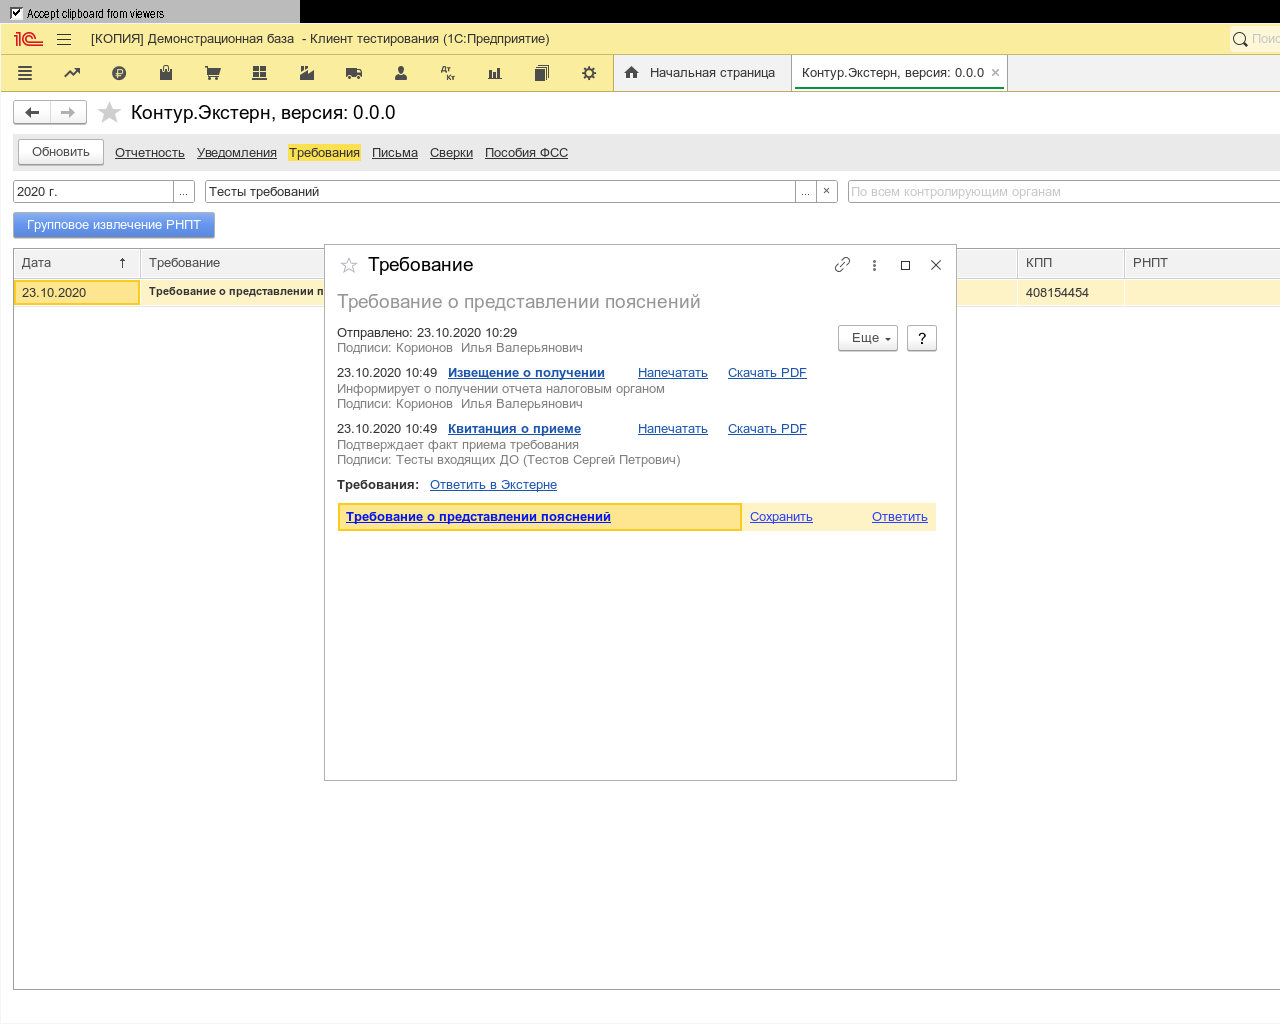 Accept clipboard from viewers
[КОПИЯ] Демонстрационная база - Клиент тестирования (1С:Предприятие)
Поис
Дт Кт
Начальная страница
Контур.Экстерн, версия: 0.0.0 ×
Контур.Экстерн, версия: 0.0.0
Обновить Отчетность Уведомления Требования Письма Сверки Пособия ФСС
2020 г. ... Тесты требований ... × По всем контролирующим органам
Групповое извлечение РНПТ
Дата ↑ Требование КПП РНПТ
23.10.2020 Требование о представлении п 408154454
Требование
Требование о представлении пояснений
Отправлено: 23.10.2020 10:29
Подписи: Корионов Илья Валерьянович
Еще ?
23.10.2020 10:49 Извещение о получении Напечатать Скачать PDF
Информирует о получении отчета налоговым органом
Подписи: Корионов Илья Валерьянович
23.10.2020 10:49 Квитанция о приеме Напечатать Скачать PDF
Подтверждает факт приема требования
Подписи: Тесты входящих ДО (Тестов Сергей Петрович)
Требования: Ответить в Экстерне
Требование о представлении пояснений Сохранить Ответить